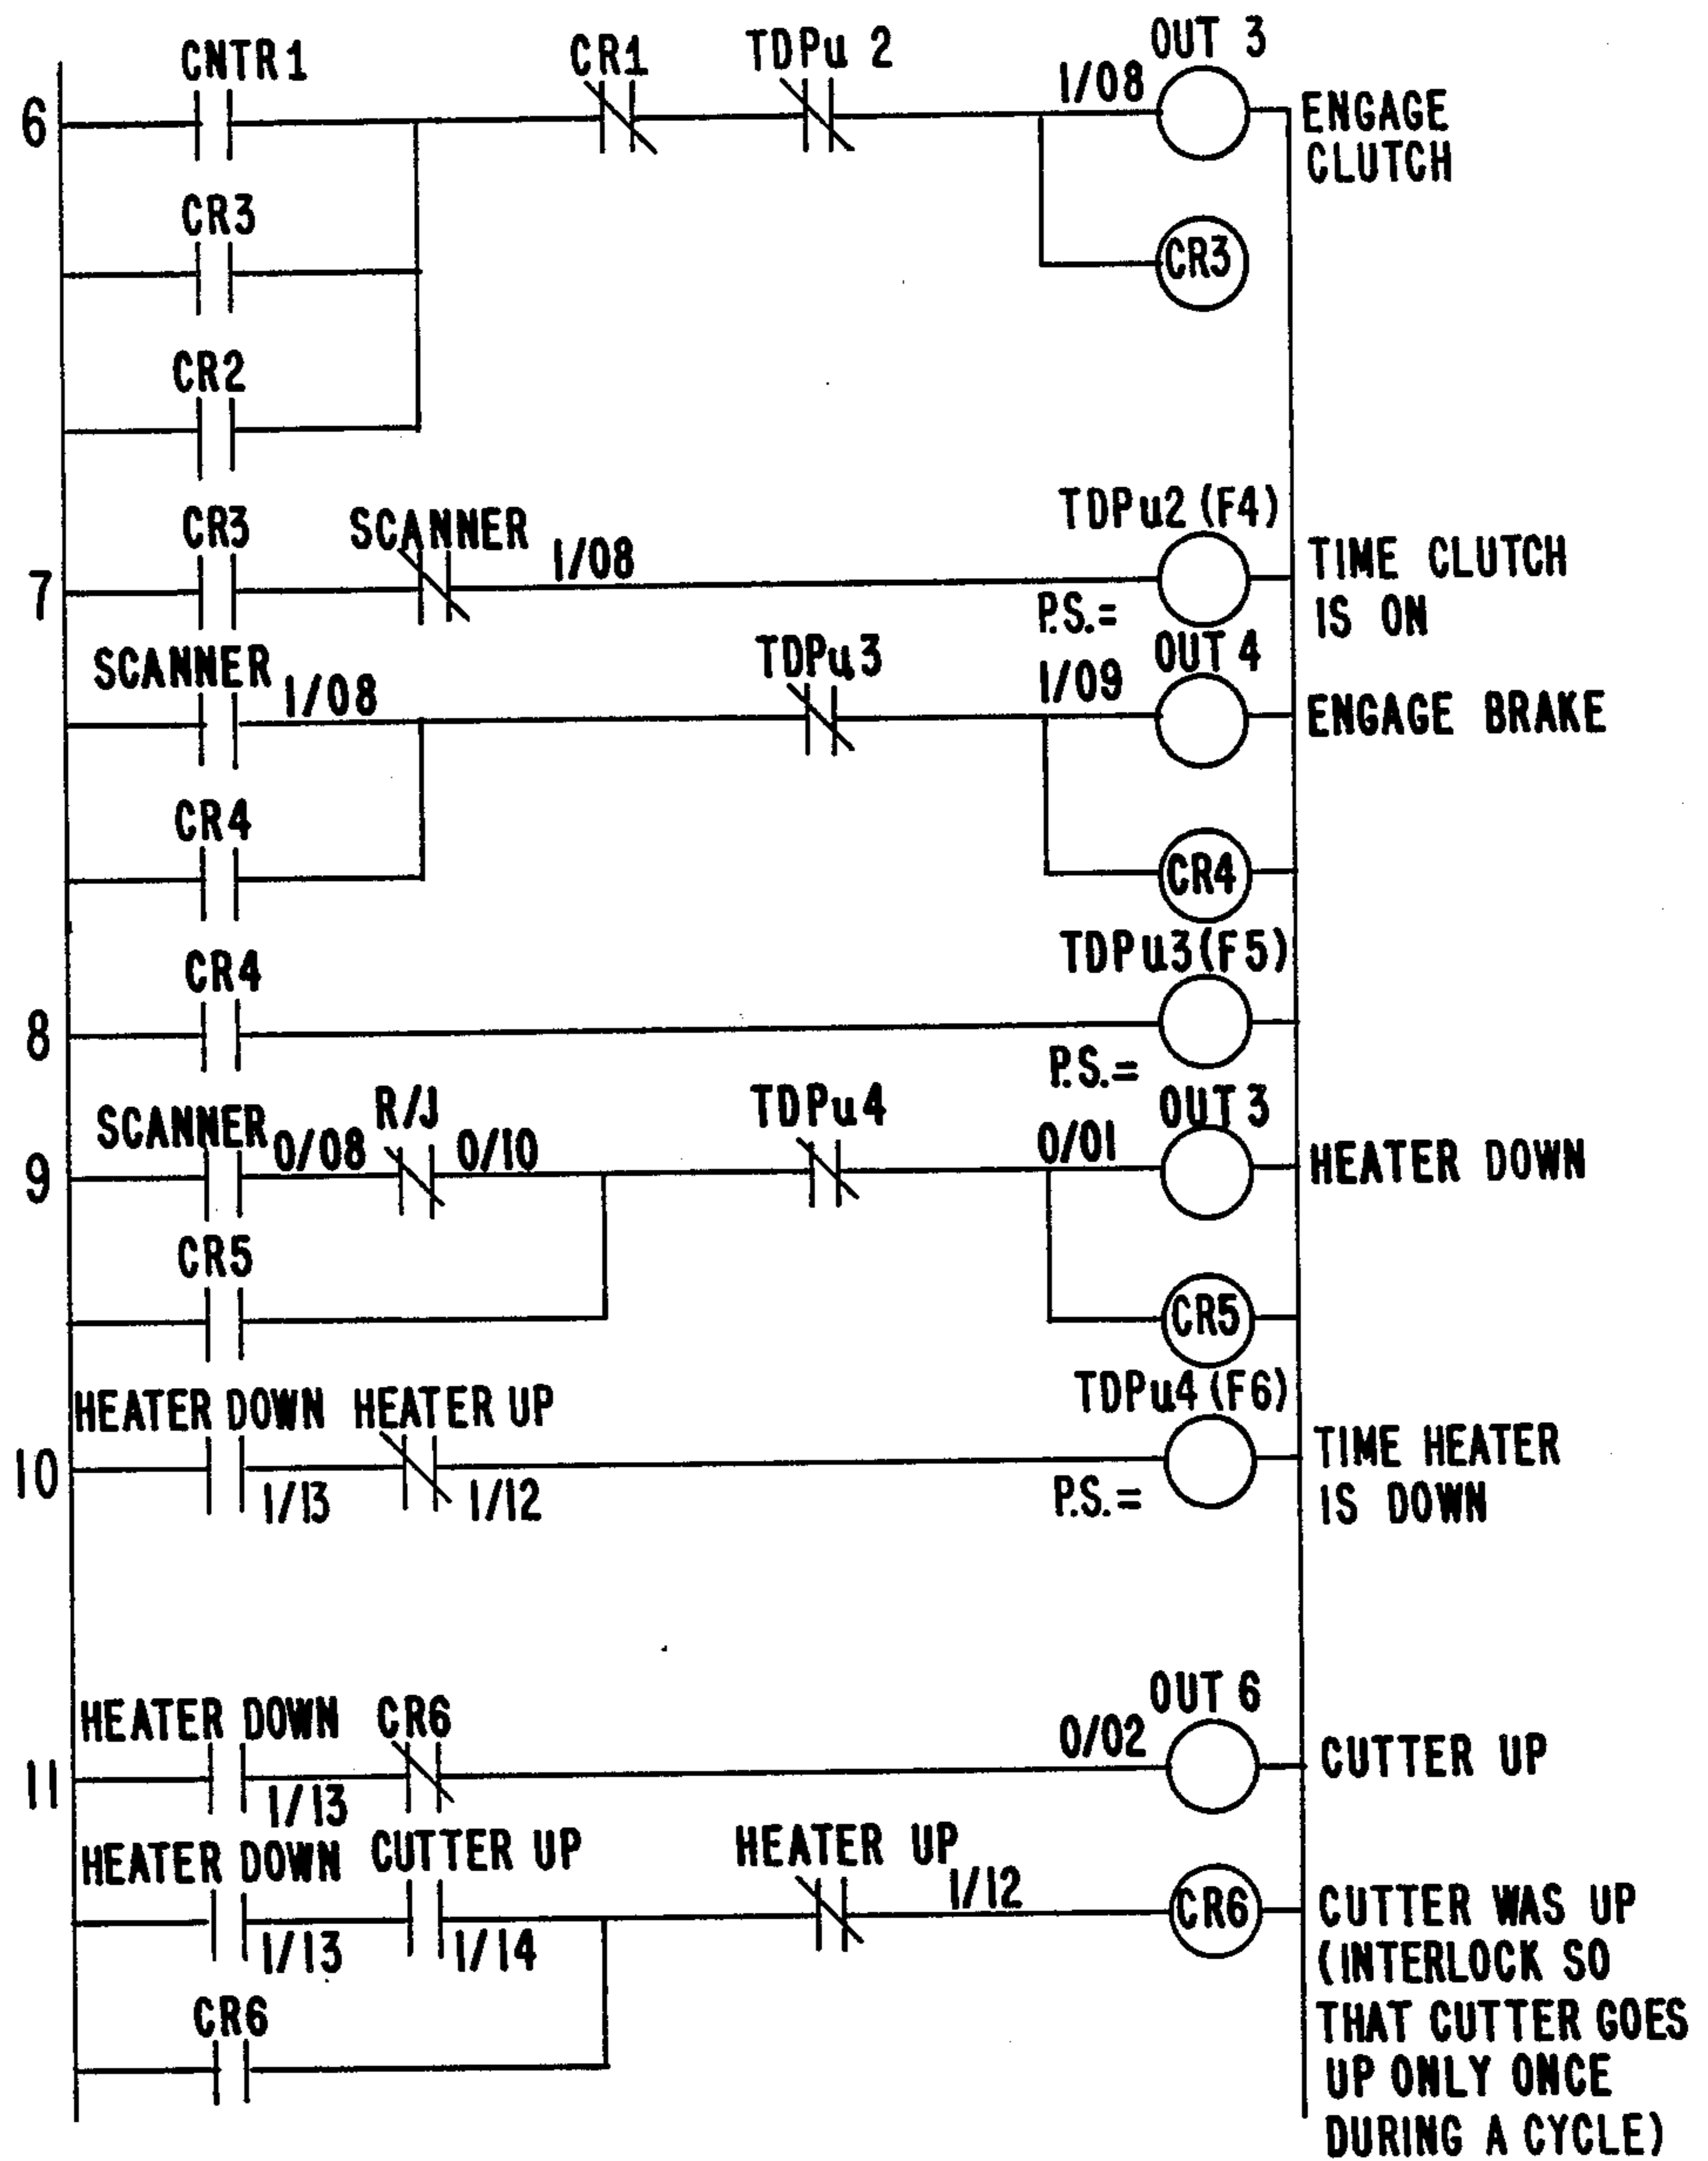 CNTR1 CR1 TDPu 2 OUT 3
6 1/08 ENGAGE
CLUTCH
CR3
CR3
CR2
CR3 SCANNER 1/08 TDPu2 (F4)
7 P.S.= TIME CLUTCH
IS ON
SCANNER 1/08 TDPu3 1/09 OUT 4
ENGAGE BRAKE
CR4
CR4
CR4 TDPu3(F5)
8 P.S.=
SCANNER 0/08 R/J 0/10 TDPu4 0/01 OUT 3
9 HEATER DOWN
CR5
CR5
HEATER DOWN HEATER UP TDPu4 (F6)
10 1/13 1/12 P.S.= TIME HEATER
IS DOWN
HEATER DOWN CR6 0/02 OUT 6
11 1/13 CUTTER UP
HEATER DOWN CUTTER UP HEATER UP
1/13 1/14 1/12 CR6 CUTTER WAS UP
(INTERLOCK SO
CR6 THAT CUTTER GOES
UP ONLY ONCE
DURING A CYCLE)